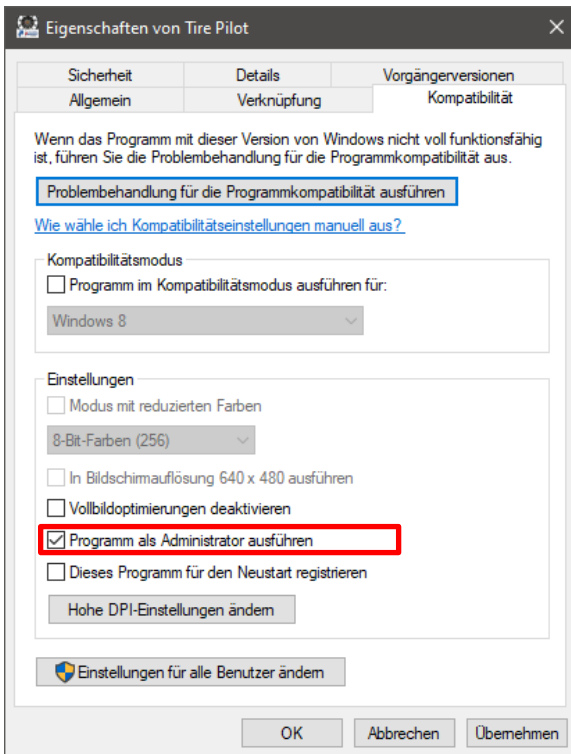 Eigenschaften von Tire Pilot
Sicherheit
Details
Vorgängerversionen
Allgemein
Verknüpfung
Kompatibilität
Wenn das Programm mit dieser Version von Windows nicht voll funktionsfähig
ist, führen Sie die Problembehandlung für die Programmkompatibilität aus.
Problembehandlung für die Programmkompatibilität ausführen
Wie wähle ich Kompatibilitätseinstellungen manuell aus?
Kompatibilitätsmodus
Programm im Kompatibilitätsmodus ausführen für:
Windows 8
Einstellungen
Modus mit reduzierten Farben
8-Bit-Farben (256)
In Bildschirmauflösung 640 x 480 ausführen
Vollbildoptimierungen deaktivieren
Programm als Administrator ausführen
Dieses Programm für den Neustart registrieren
Hohe DPI-Einstellungen ändern
Einstellungen für alle Benutzer ändern
OK
Abbrechen
Übernehmen